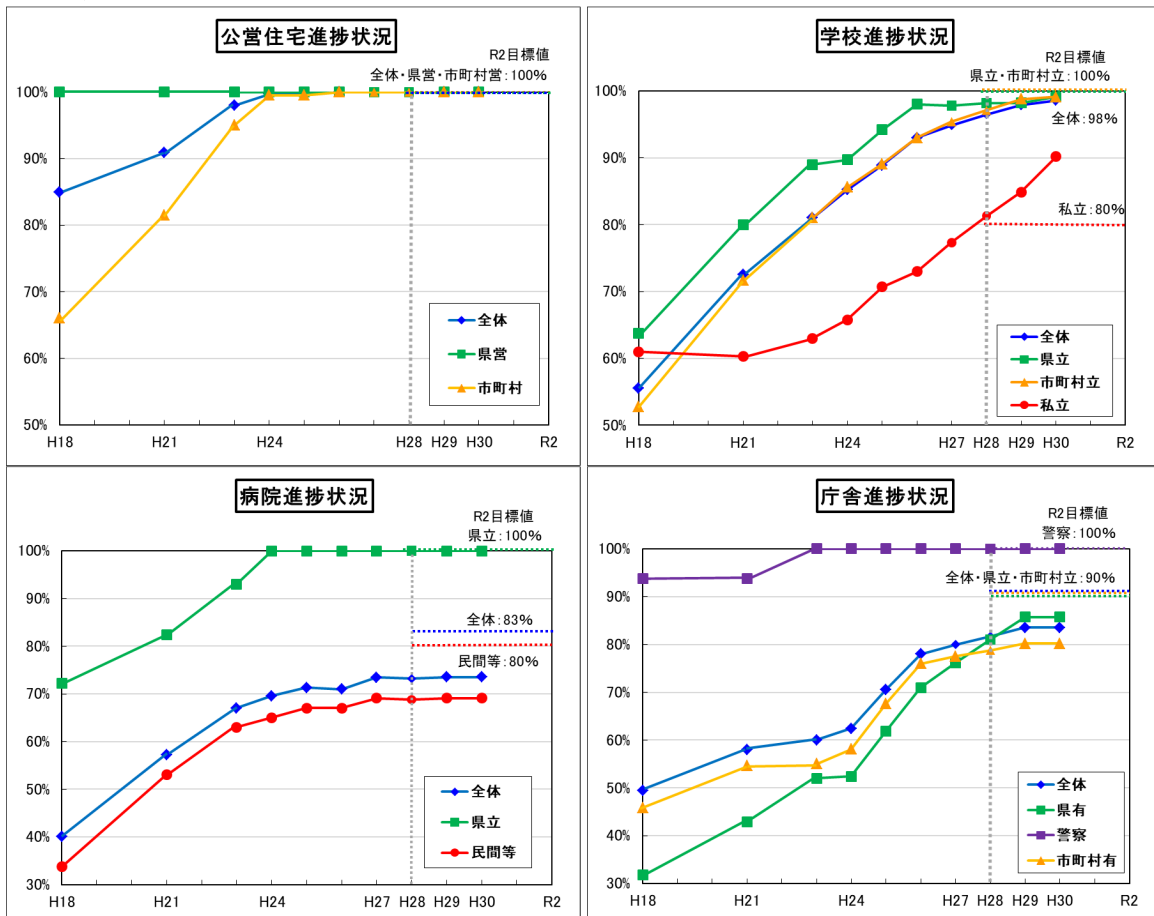 公営住宅進捗状況
R2目標値
全体・県営・市町村営：100%
100%
90%
80%
70%
60%
50%
H18
H21
H24
H28
H29
H30
R2
全体
県営
市町村
学校進捗状況
R2目標値
県立・市町村立：100%
全体：98%
私立：80%
100%
90%
80%
70%
60%
50%
H18
H21
H24
H27
H28
H29
H30
R2
全体
県立
市町村立
私立
病院進捗状況
R2目標値
県立：100%
全体：83%
民間等：80%
100%
90%
80%
70%
60%
50%
40%
30%
H18
H21
H24
H27
H28
H29
H30
R2
全体
県立
民間等
庁舎進捗状況
R2目標値
警察：100%
全体・県立・市町村立：90%
100%
90%
80%
70%
60%
50%
40%
30%
H18
H21
H24
H27
H28
H29
H30
R2
全体
県有
警察
市町村有